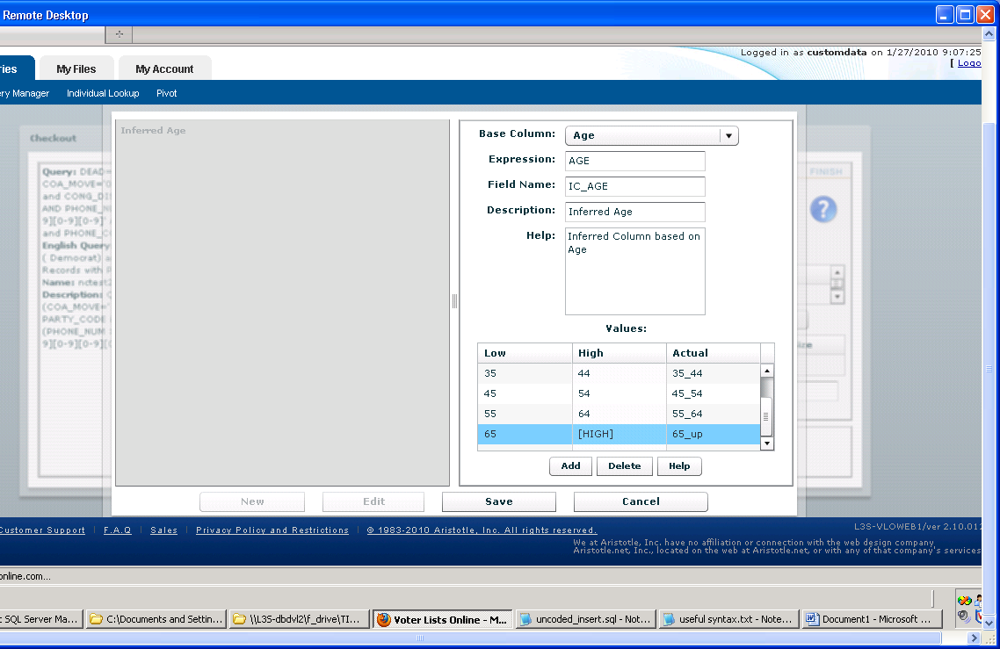 Remote Desktop
Logged in as customdata on 1/27/2010 9:07:25
[ Logo
ries
My Files
My Account
ry Manager
Individual Lookup
Pivot
Checkout
Query: DEAD=
COA_MOVE='0
and CONG_DI
AND PHONE_N
9][0-9][0-9]'
and PHONE_C
English Query
( Democrat) a
Records with P
Name: nctest2
Description: C
(COA_MOVE='
PARTY_CODE
(PHONE_NUM
9][0-9][0-9][0
FINISH
?
ize
Inferred Age
Base Column:
Age
Expression:
AGE
Field Name:
IC_AGE
Description:
Inferred Age
Help:
Inferred Column based on
Age
Values:
Low
High
Actual
35
44
35_44
45
54
45_54
55
64
55_64
65
[HIGH]
65_up
Add
Delete
Help
New
Edit
Save
Cancel
Customer Support
F.A.Q
Sales
Privacy Policy and Restrictions
© 1983-2010 Aristotle, Inc. All rights reserved.
L3S-VLOWEB1/ver 2.10.012
We at Aristotle, Inc. have no affiliation or connection with the web design company
Aristotle.net, Inc., located on the web at Aristotle.net, or with any of that company's services
online.com...
t SQL Server Ma...
C:\Documents and Settin...
\\L3S-dbdvl2\f_drive\TI...
Voter Lists Online - M...
uncoded_insert.sql - Not...
useful syntax.txt - Note...
Document1 - Microsoft ...